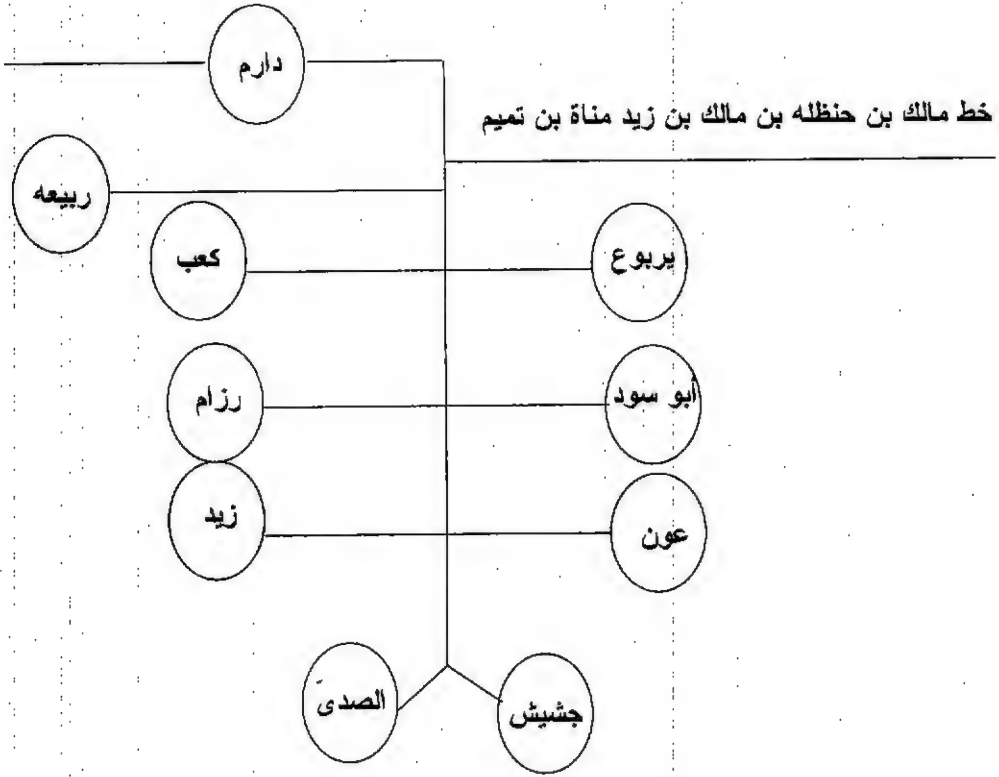 دارم
خط مالك بن حنظله بن مالك بن زيد مناة بن تميم
ربيعه
يربوع
كعب
أبو سود
رزام
عون
زيد
جشيش
الصدىّ